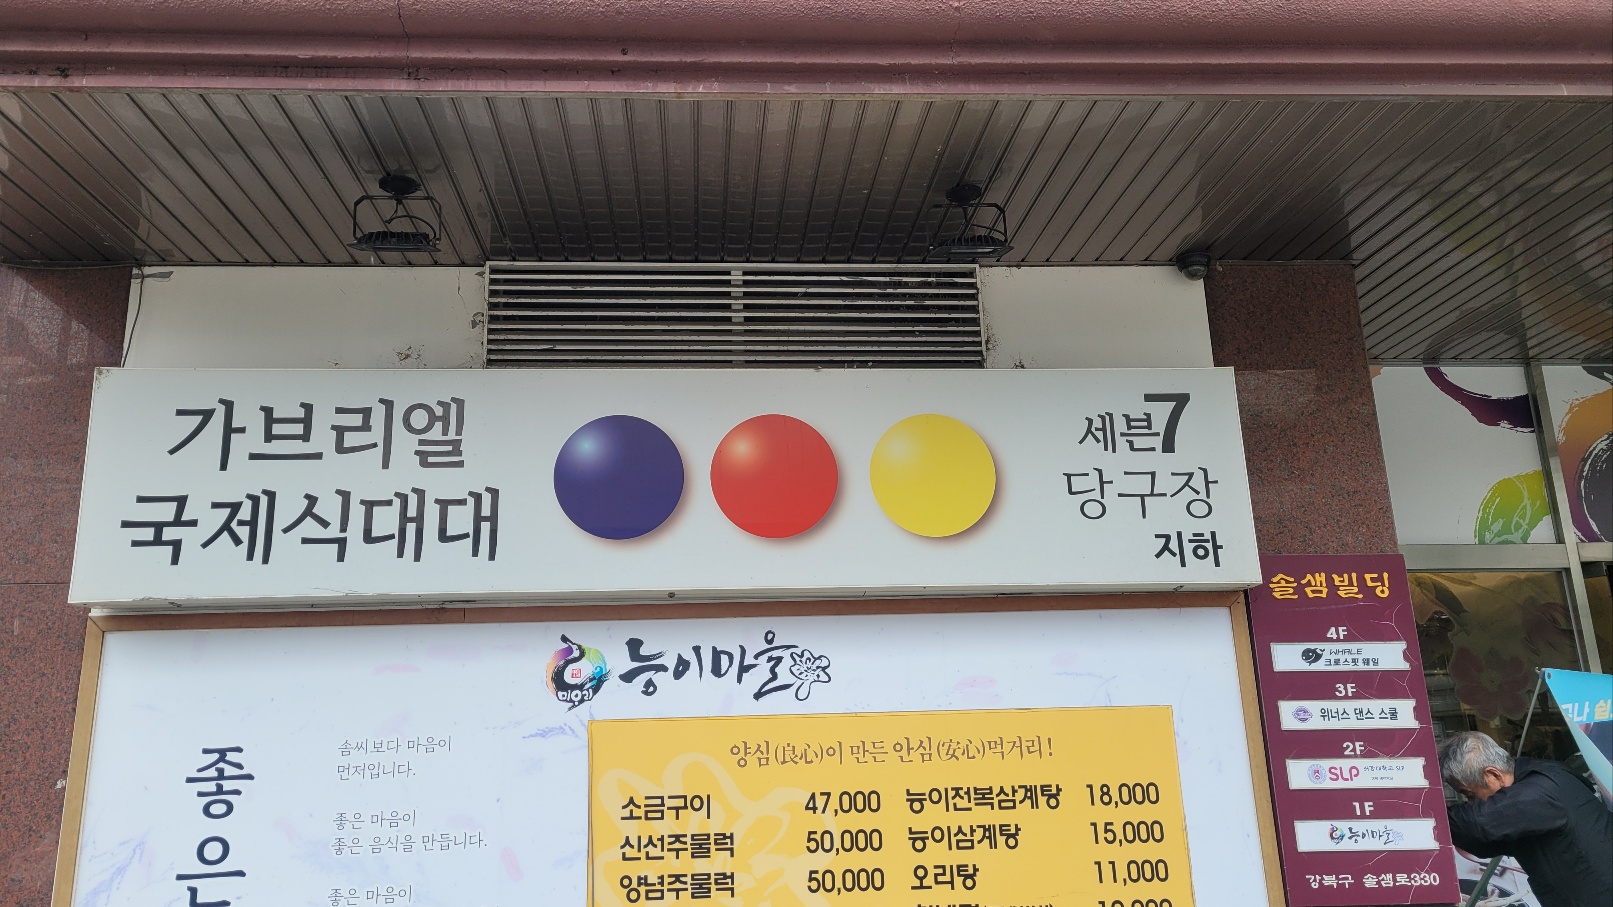 가브리엘
국제식대대
세븐7
당구장
지하
능이마을
미오리
좋은
솜씨보다 마음이
먼저입니다.
좋은 마음이
좋은 음식을 만듭니다.
좋은 마음이
양심(良心)이 만든 안심(安心)먹거리!
소금구이 47,000
신선주물럭 50,000
양념주물럭 50,000
능이전복삼계탕 18,000
능이삼계탕 15,000
오리탕 11,000
솔샘빌딩
4F
WHALE
크로스핏 웨일
3F
위너스 댄스 스쿨
2F
SLP
1F
능이마을
강북구 솔샘로330